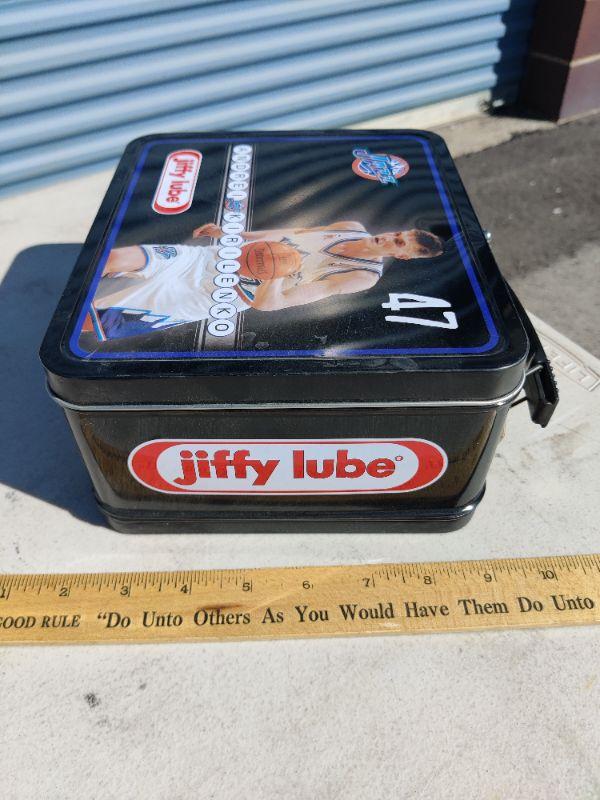 jiffy lube®
ANDREI KIRILENKO
47
jiffy lube®
1 2 3 4 5 6 7 8 9 10
GOOD RULE "Do Unto Others As You Would Have Them Do Unto